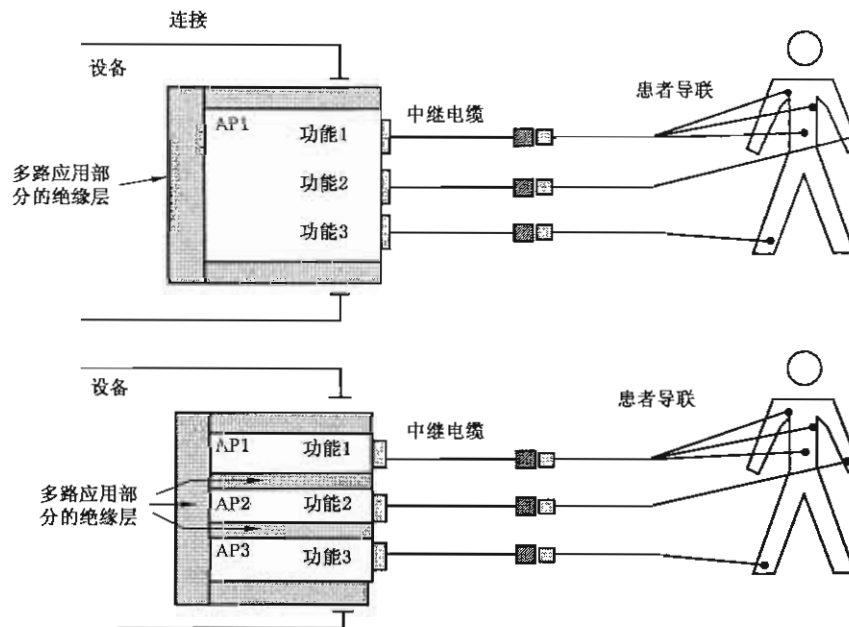 连接
设备
AP1
功能1
中继电缆
患者导联
多路应用部
分的绝缘层
功能2
功能3
设备
患者导联
AP1
功能1
中继电缆
多路应用部
分的绝缘层
AP2
功能2
AP3
功能3